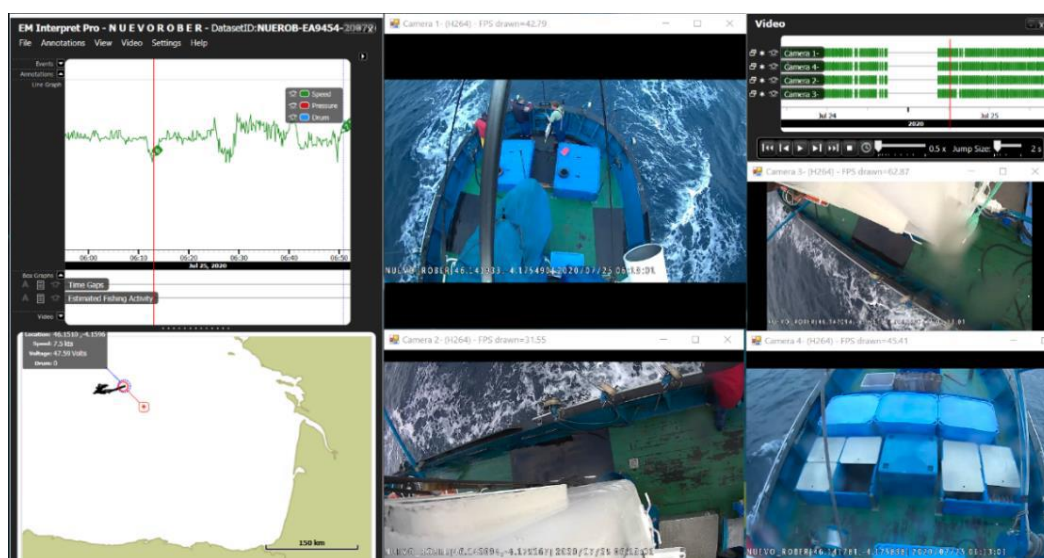 EM Interpret Pro - N U E V O R O B E R - DatasetID:NUEROB-EA9454-
File Annotations View Video Settings Help
Events
Annotations
Line Graph
Speed
Pressure
Drum
06:00 06:10 06:20 06:30 06:40 06:50
Jul 25, 2020
Box Graphs
A Time Gaps
A Estimated Fishing Activity
Video
Location: 46.1510 , -4.1596
Speed: 7.5 kts
Voltage: 47.59 Volts
Drum: 0
150 km
Camera 1- (H264) - FPS drawn=42.79
Camera 2- (H264) - FPS drawn=31.55
Video
Camera 1-
Camera 4-
Camera 2-
Camera 3-
Jul 24 Jul 25
2020
0.5 x Jump Size: 2 s
Camera 3- (H264) - FPS drawn=62.87
Camera 4- (H264) - FPS drawn=45.41